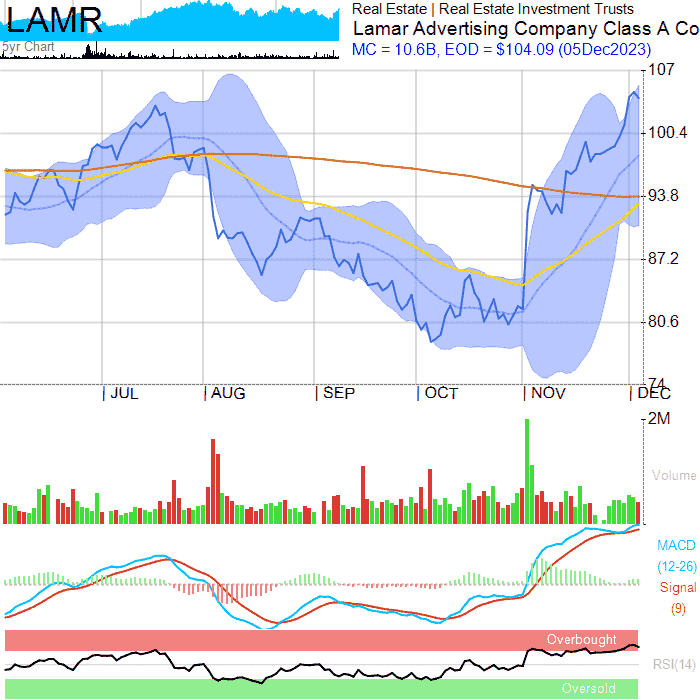 LAMR
5yr Chart
Real Estate | Real Estate Investment Trusts
Lamar Advertising Company Class A Co
MC = 10.6B, EOD = $104.09 (05Dec2023)
107
100.4
93.8
87.2
80.6
74
JUL AUG SEP OCT NOV DEC
2M
Volume
MACD
(12-26)
Signal
(9)
Overbought
RSI(14)
Oversold